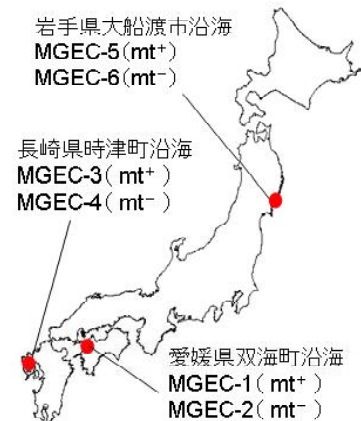 岩手県大船渡市沿海
MGEC-5(mt⁺)
MGEC-6(mt⁻)
長崎県時津町沿海
MGEC-3( mt⁺)
MGEC-4( mt⁻)
愛媛県双海町沿海
MGEC-1( mt⁺)
MGEC-2( mt⁻)